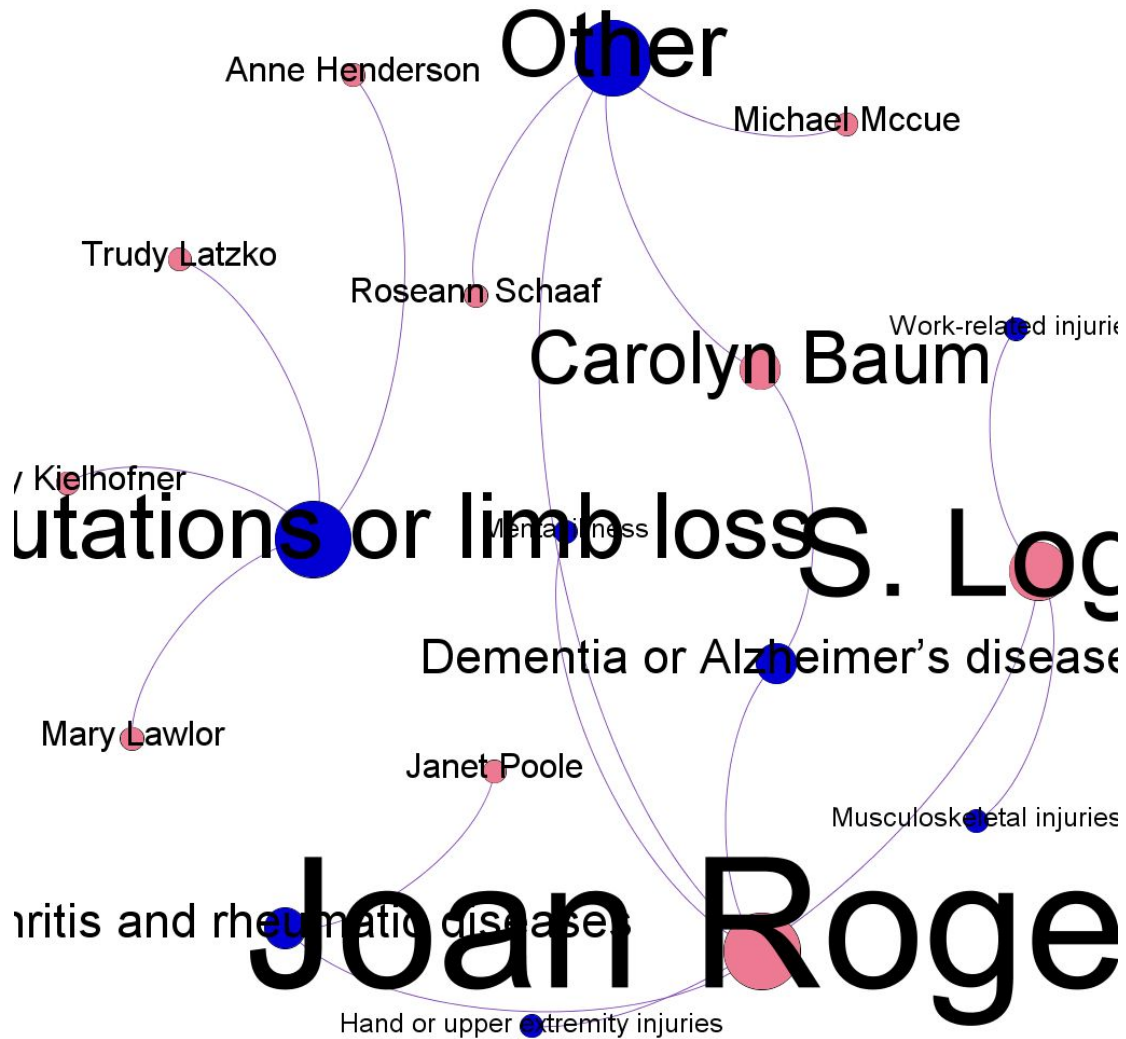 Other
Anne Henderson
Michael Mccue
Trudy Latzko
Roseann Schaaf
Work-related injurie
Carolyn Baum
y Kielhofner
utations or limb loss
Mental illness
S. Log
Dementia or Alzheimer’s disease
Mary Lawlor
Janet Poole
Musculoskeletal injuries
hritis and rheumatic diseases
Joan Roge
Hand or upper extremity injuries